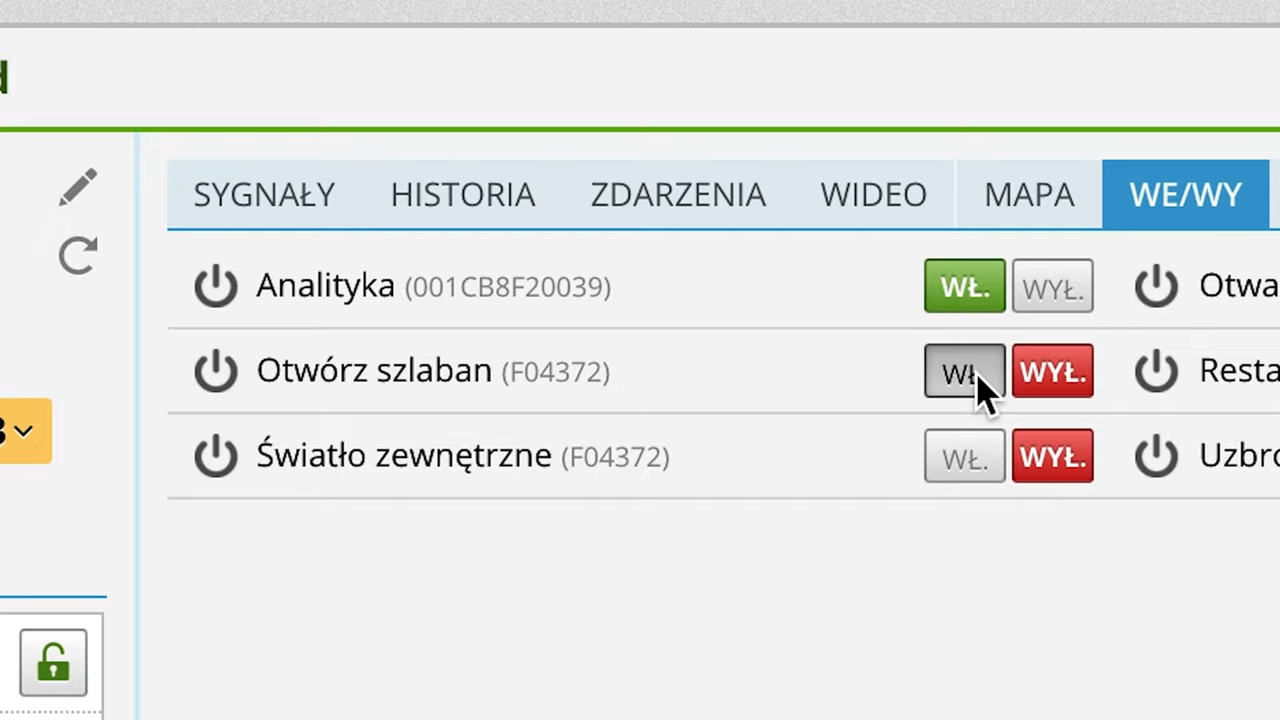 SYGNAŁY HISTORIA ZDARZENIA WIDEO MAPA WE/WY
Analityka (001CB8F20039) WŁ. WYŁ.
Otwórz szlaban (F04372) WYŁ.
Światło zewnętrzne (F04372) WŁ. WYŁ.